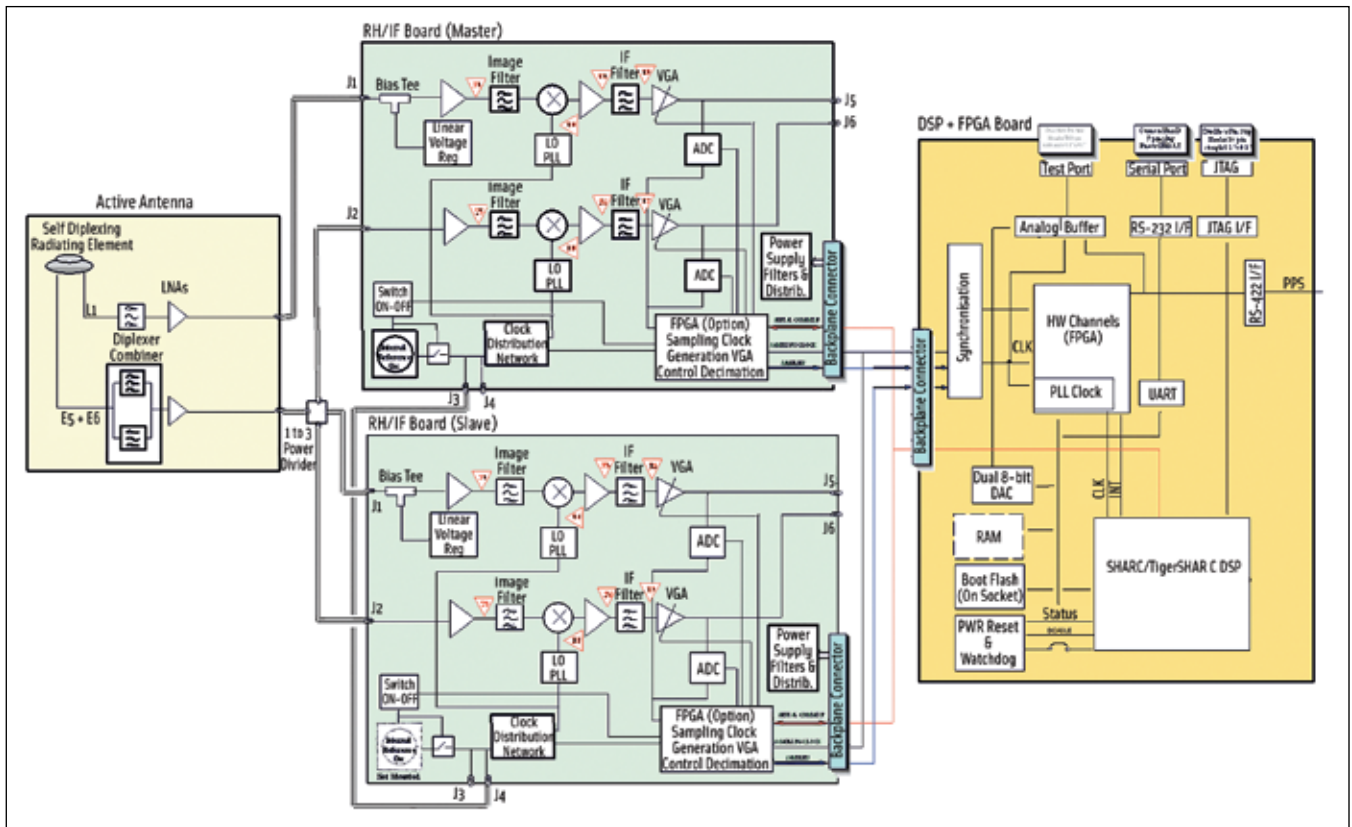 RH/IF Board (Master)
J1
Bias Tee
Image
Filter
IF
Filter
VGA
J5
J6
Linear
Voltage
Reg
LO
PLL
ADC
J2
Image
Filter
IF
Filter
VGA
LO
PLL
ADC
Switch
ON-OFF
Clock
Distribution
Network
FPGA (Option)
Sampling Clock
Generation VGA
Control Decimation
Power
Supply
Filters &
Distrib.
Backplane Connector
J3
J4
Active Antenna
Self Diplexing
Radiating Element
LNAs
L1
Diplexer
Combiner
E5 + E6
1 to 3
Power
Divider
RH/IF Board (Slave)
Bias Tee
J1
Image
Filter
IF
Filter
VGA
J5
J6
Linear
Voltage
Reg
LO
PLL
ADC
J2
Image
Filter
IF
Filter
VGA
LO
PLL
ADC
Switch
ON-OFF
Not Mounted
Clock
Distribution
Network
FPGA (Option)
Sampling Clock
Generation VGA
Control Decimation
Power
Supply
Filters &
Distrib.
Backplane Connector
J3
J4
DSP + FPGA Board
Test Port
Serial Port
JTAG
Analog Buffer
RS-232 I/F
JTAG I/F
RS-422 I/F
PPS
Backplane Connector
Synchronisation
HW Channels
(FPGA)
CLK
PLL Clock
UART
Dual 8-bit
DAC
CLK
INT
RAM
SHARC/TigerSHAR C DSP
Boot Flash
(On Socket)
Status
PWR Reset
&
Watchdog